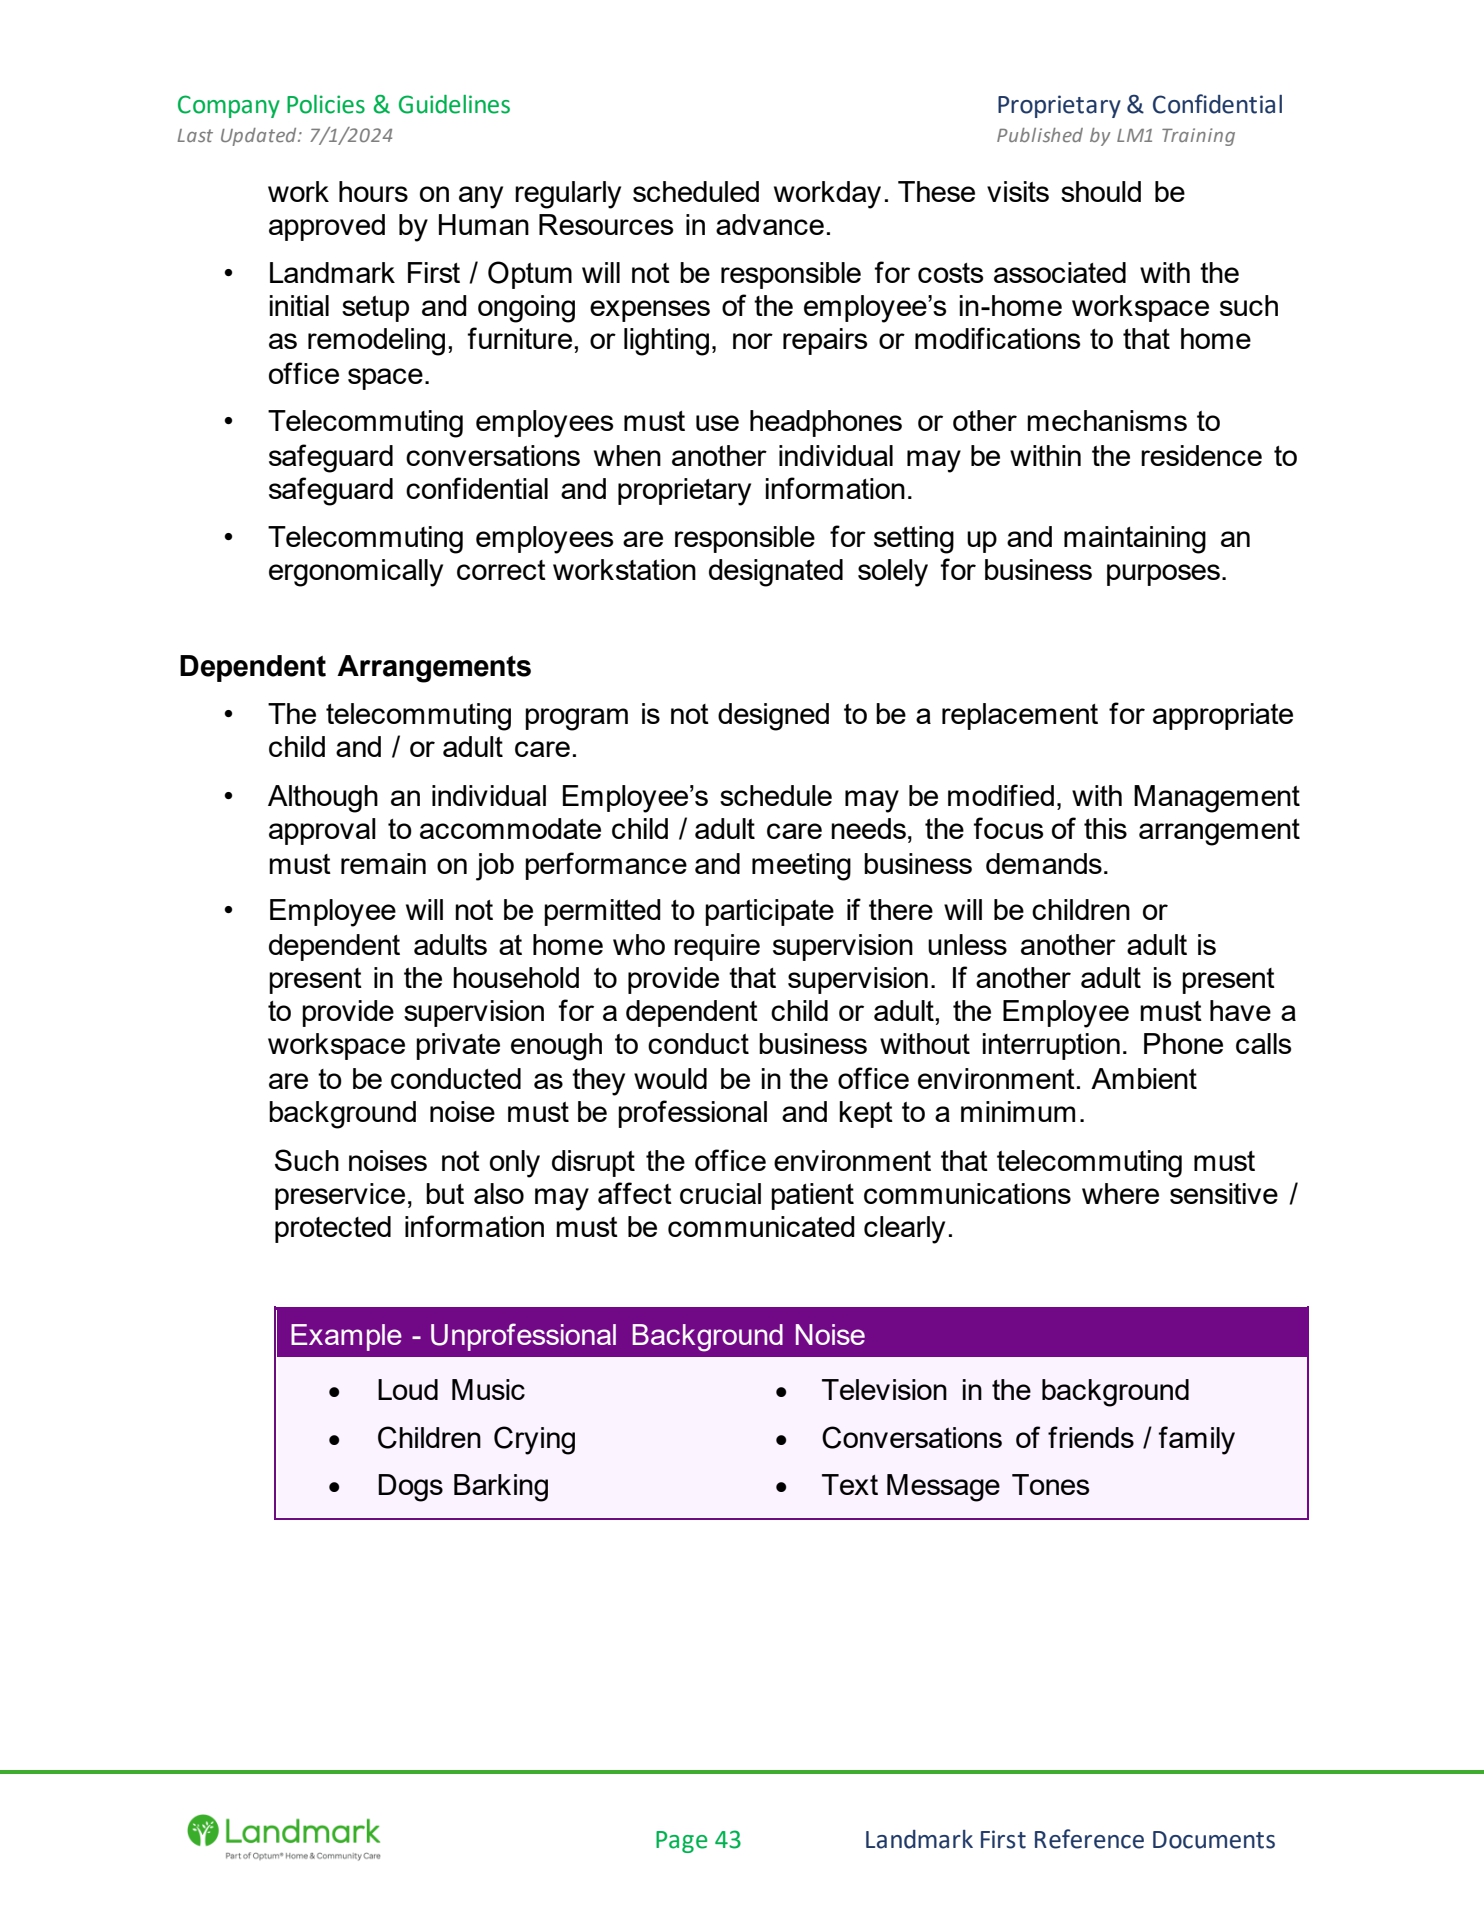 Company Policies & Guidelines Proprietary & Confidential
Last Updated: 7/1/2024 Published by LM1 Training
work hours on any regularly scheduled workday. These visits should be
approved by Human Resources in advance.
• Landmark First / Optum will not be responsible for costs associated with the
initial setup and ongoing expenses of the employee’s in-home workspace such
as remodeling, furniture, or lighting, nor repairs or modifications to that home
office space.
• Telecommuting employees must use headphones or other mechanisms to
safeguard conversations when another individual may be within the residence to
safeguard confidential and proprietary information.
• Telecommuting employees are responsible for setting up and maintaining an
ergonomically correct workstation designated solely for business purposes.
Dependent Arrangements
• The telecommuting program is not designed to be a replacement for appropriate
child and / or adult care.
• Although an individual Employee’s schedule may be modified, with Management
approval to accommodate child / adult care needs, the focus of this arrangement
must remain on job performance and meeting business demands.
• Employee will not be permitted to participate if there will be children or
dependent adults at home who require supervision unless another adult is
present in the household to provide that supervision. If another adult is present
to provide supervision for a dependent child or adult, the Employee must have a
workspace private enough to conduct business without interruption. Phone calls
are to be conducted as they would be in the office environment. Ambient
background noise must be professional and kept to a minimum.
Such noises not only disrupt the office environment that telecommuting must
preservice, but also may affect crucial patient communications where sensitive /
protected information must be communicated clearly.
Example - Unprofessional Background Noise
• Loud Music • Television in the background
• Children Crying • Conversations of friends / family
• Dogs Barking • Text Message Tones
Landmark
Part of Optum® Home & Community Care
Page 43 Landmark First Reference Documents